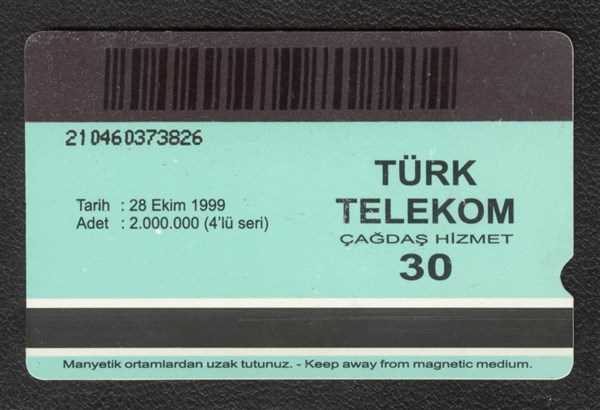 210460373826
Tarih : 28 Ekim 1999
Adet : 2.000.000 (4'lü seri)
TÜRK
TELEKOM
ÇAĞDAŞ HİZMET
30
Manyetik ortamlardan uzak tutunuz. - Keep away from magnetic medium.